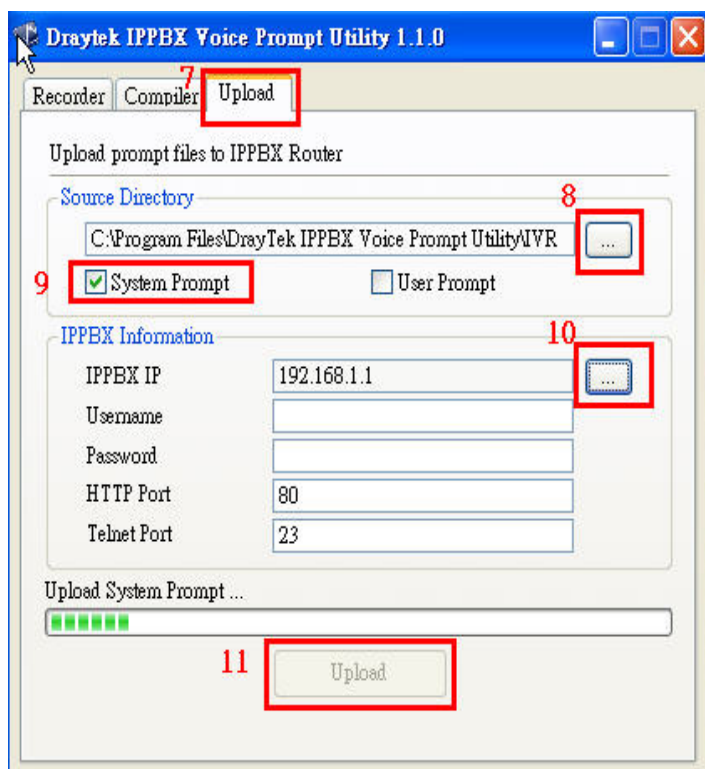 Draytek IPPBX Voice Prompt Utility 1.1.0
7
Recorder Compiler Upload
Upload prompt files to IPPBX Router
Source Directory
8
C:\Program Files\DrayTek IPPBX Voice Prompt Utility\IVR ...
9 System Prompt User Prompt
IPPBX Information
10
IPPBX IP 192.168.1.1 ...
Username
Password
HTTP Port 80
Telnet Port 23
Upload System Prompt ...
11 Upload